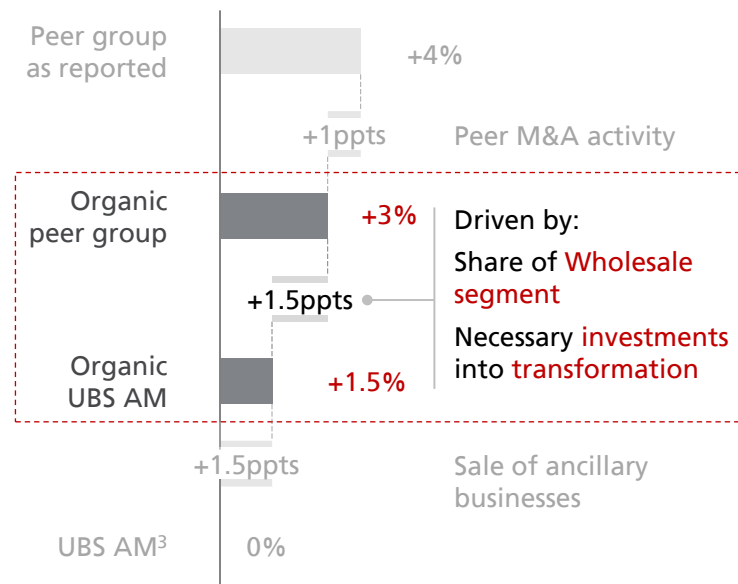 Peer group
as reported
+4%
+1ppts
Peer M&A activity
Organic
peer group
+3%
Driven by:
Share of Wholesale
segment
+1.5ppts
Necessary investments
into transformation
Organic
UBS AM
+1.5%
+1.5ppts
Sale of ancillary
businesses
UBS AM³
0%